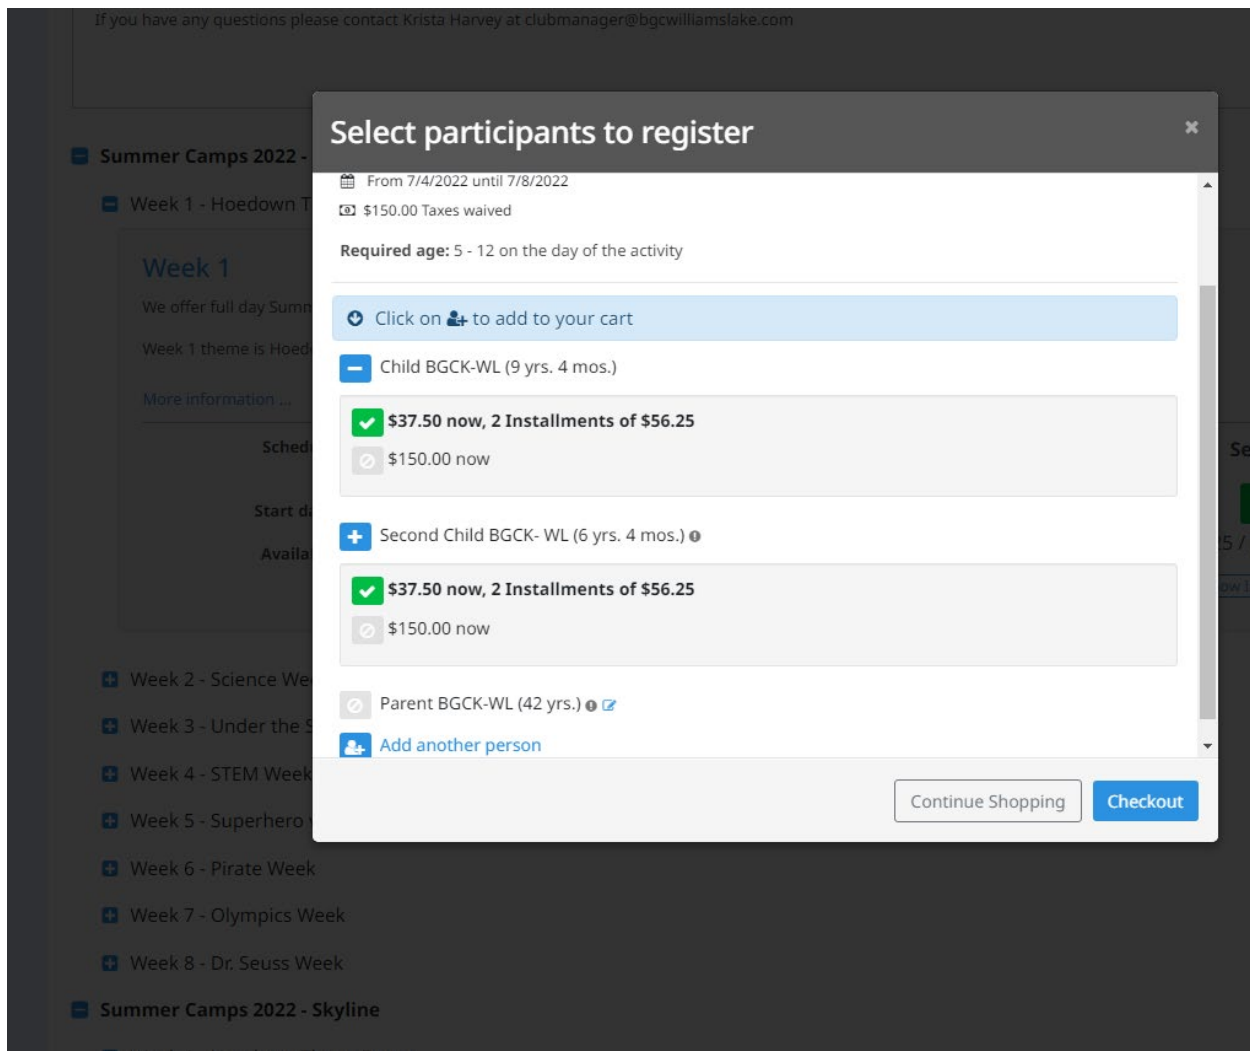 If you have any questions please contact Krista Harvey at clubmanager@bgcwilliamslake.com
Select participants to register
Summer Camps 2022 -
From 7/4/2022 until 7/8/2022
Week 1 - Hoedown T
$150.00 Taxes waived
Required age: 5 - 12 on the day of the activity
Week 1
We offer full day Sum
Click on to add to your cart
Week 1 theme is Hoed
Child BGCK-WL (9 yrs. 4 mos.)
More information ...
$37.50 now, 2 Installments of $56.25
Sched
Se
$150.00 now
Start da
Second Child BGCK- WL (6 yrs. 4 mos.)
Availa
$37.50 now, 2 Installments of $56.25
$150.00 now
Week 2 - Science We
Parent BGCK-WL (42 yrs.)
Week 3 - Under the S
Add another person
Week 4 - STEM Week
Continue Shopping
Checkout
Week 5 - Superhero
Week 6 - Pirate Week
Week 7 - Olympics Week
Week 8 - Dr. Seuss Week
Summer Camps 2022 - Skyline